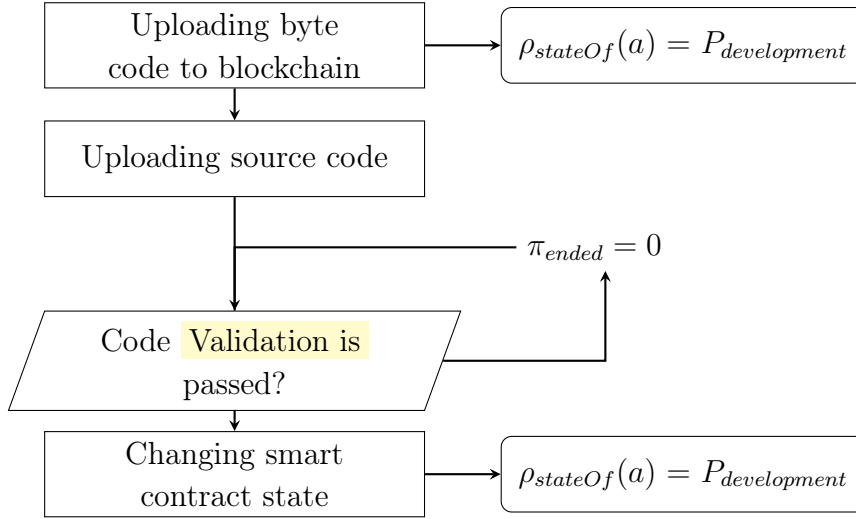 Uploading byte
code to blockchain
ρ_{stateOf}(a) = P_{development}
Uploading source code
π_{ended} = 0
Code Validation is
passed?
Changing smart
contract state
ρ_{stateOf}(a) = P_{development}